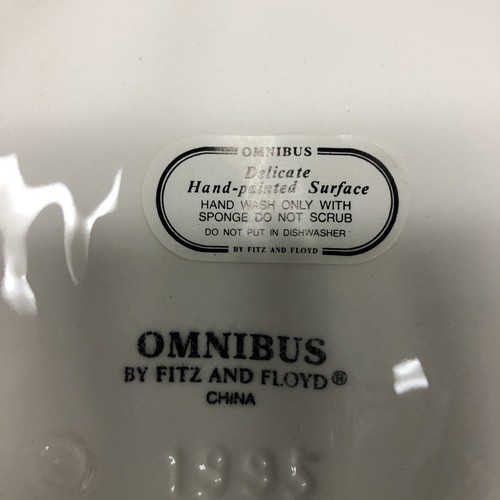 OMNIBUS
Delicate
Hand-painted Surface
HAND WASH ONLY WITH
SPONGE DO NOT SCRUB
DO NOT PUT IN DISHWASHER
BY FITZ AND FLOYD
OMNIBUS
BY FITZ AND FLOYD®
CHINA
1995